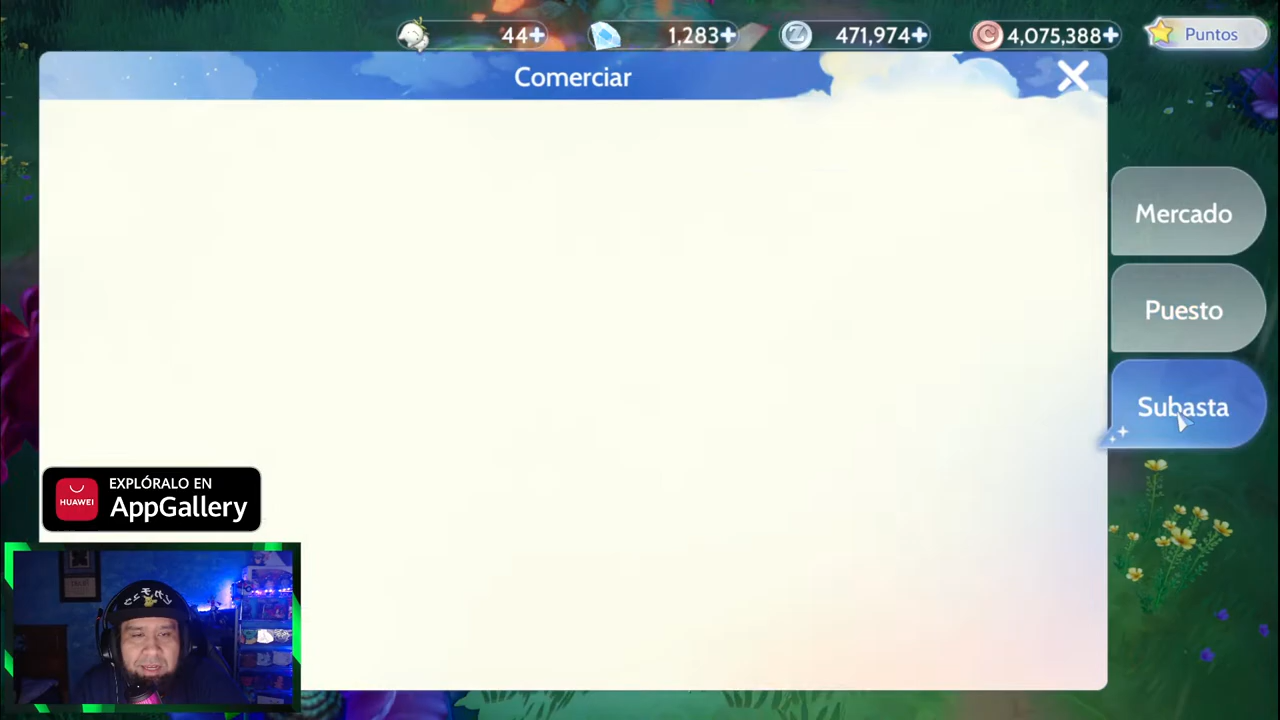 44+
1,283+
471,974+
4,075,388+
Puntos
Comerciar
Mercado
Puesto
Subasta
EXPLÓRALO EN
HUAWEI
AppGallery